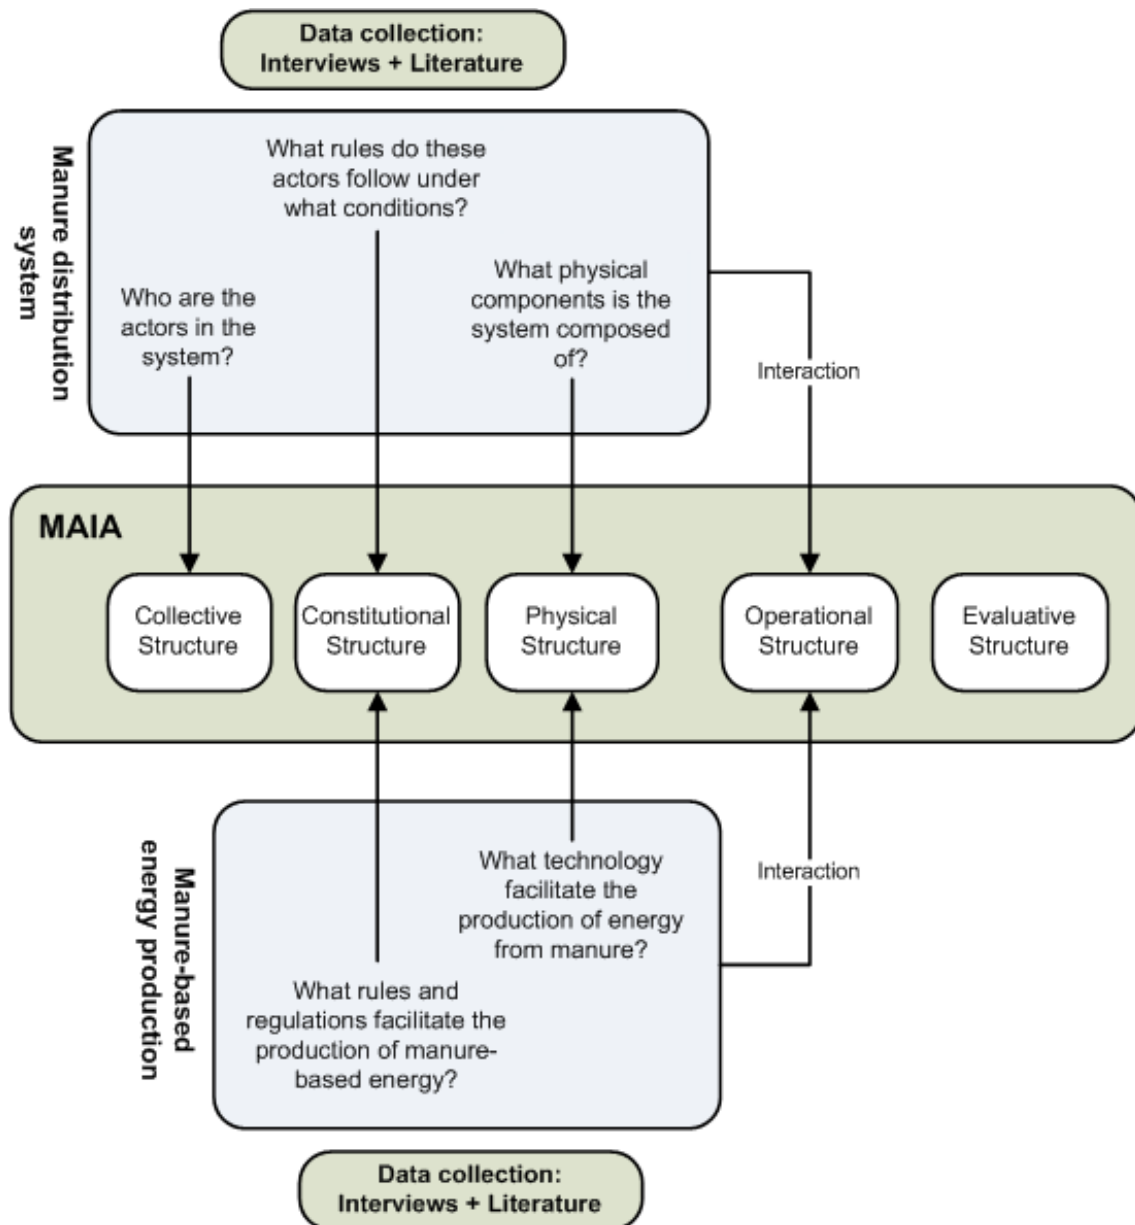 Data collection:
Interviews + Literature
Manure distribution
system
What rules do these
actors follow under
what conditions?
Who are the
actors in the
system?
What physical
components is the
system composed
of?
Interaction
MAIA
Collective
Structure
Constitutional
Structure
Physical
Structure
Operational
Structure
Evaluative
Structure
Manure-based
energy production
What technology
facilitate the
production of energy
from manure?
Interaction
What rules and
regulations facilitate the
production of manure-
based energy?
Data collection:
Interviews + Literature